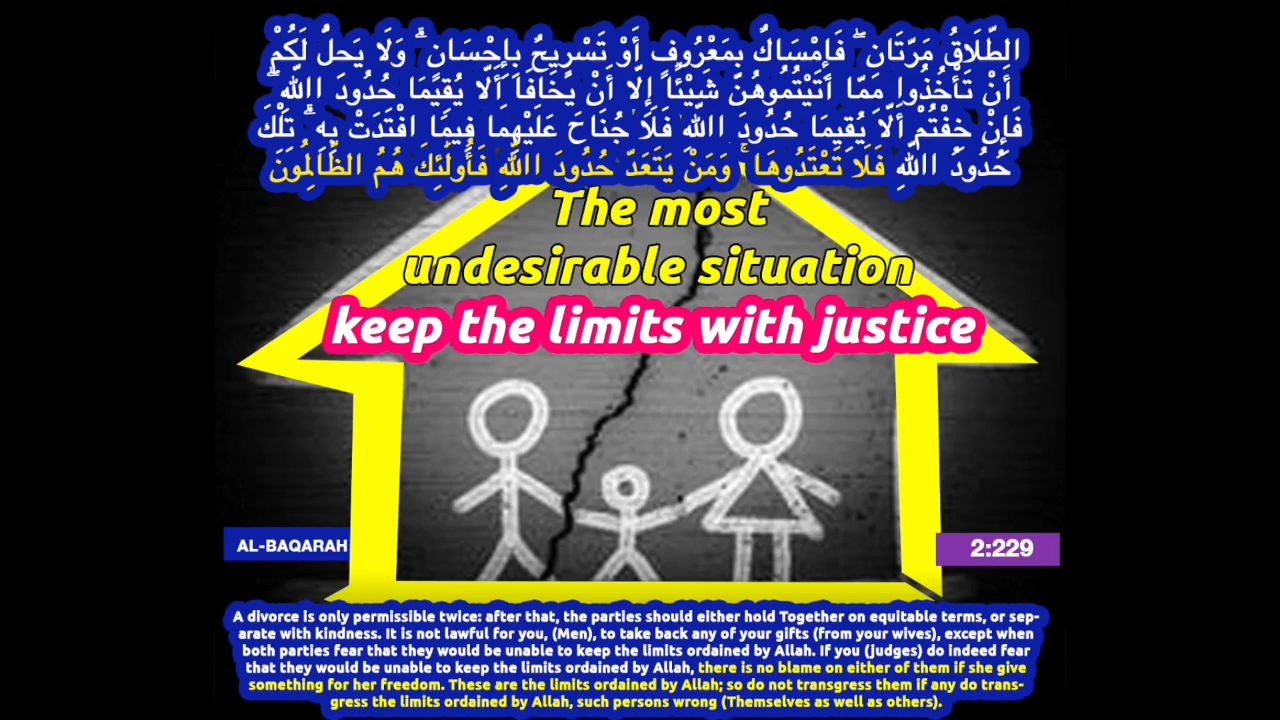 الطَّلَاقُ مَرَّتَانِ ۖ فَإِمْسَاكٌ بِمَعْرُوفٍ أَوْ تَسْرِيحٌ بِإِحْسَانٍ ۗ وَلَا يَحِلُّ لَكُمْ
أَنْ تَأْخُذُوا مِمَّا آتَيْتُمُوهُنَّ شَيْئًا إِلَّا أَنْ يَخَافَا أَلَّا يُقِيمَا حُدُودَ اللَّهِ ۖ
فَإِنْ خِفْتُمْ أَلَّا يُقِيمَا حُدُودَ اللَّهِ فَلَا جُنَاحَ عَلَيْهِمَا فِيمَا افْتَدَتْ بِهِ ۗ تِلْكَ
حُدُودُ اللَّهِ فَلَا تَعْتَدُوهَا ۚ وَمَنْ يَتَعَدَّ حُدُودَ اللَّهِ فَأُولَٰئِكَ هُمُ الظَّالِمُونَ
The most
undesirable situation
keep the limits with justice
AL-BAQARAH
2:229
A divorce is only permissible twice: after that, the parties should either hold Together on equitable terms, or sep-
arate with kindness. It is not lawful for you, (Men), to take back any of your gifts (from your wives), except when
both parties fear that they would be unable to keep the limits ordained by Allah. If you (judges) do indeed fear
that they would be unable to keep the limits ordained by Allah, there is no blame on either of them if she give
something for her freedom. These are the limits ordained by Allah; so do not transgress them if any do trans-
gress the limits ordained by Allah, such persons wrong (Themselves as well as others).